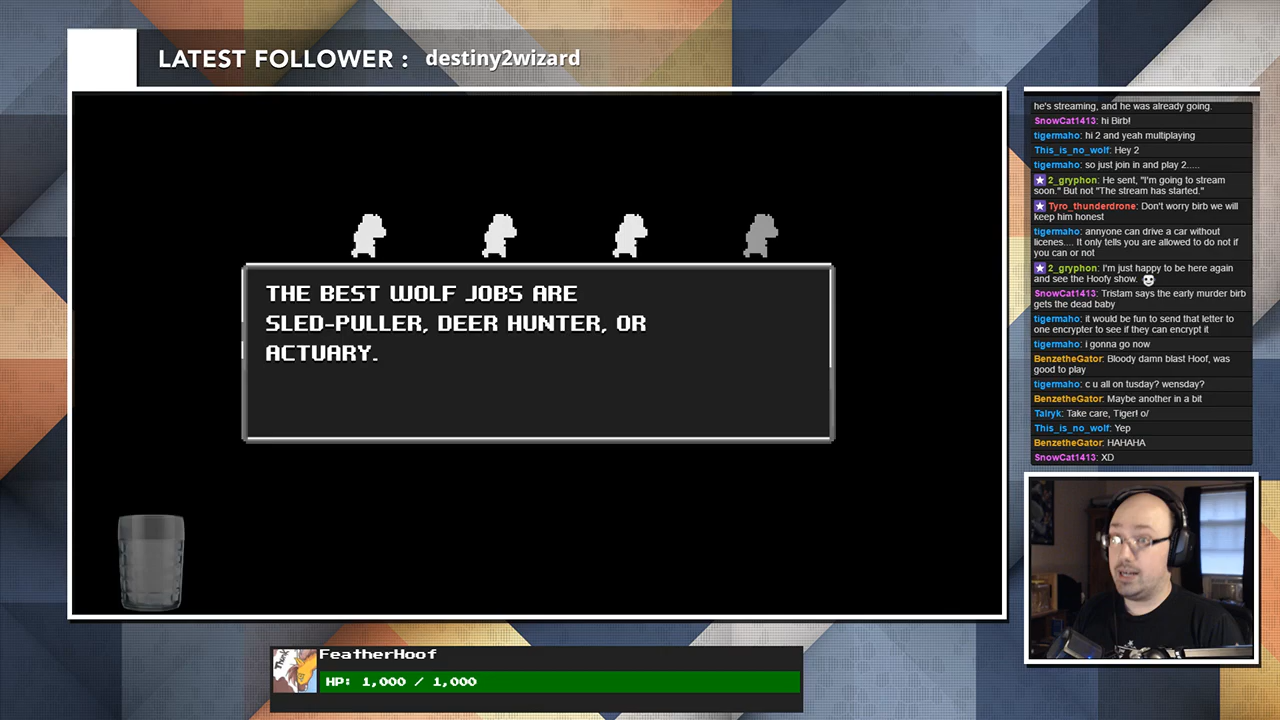 LATEST FOLLOWER : destiny2wizard
THE BEST WOLF JOBS ARE
SLED-PULLER, DEER HUNTER, OR
ACTUARY.
he's streaming, and he was already going.
SnowCat1413: hi Birb!
tigermaho: hi 2 and yeah multiplaying
This_is_no_wolf: Hey 2
tigermaho: so just join in and play 2.....
2_gryphon: He sent, "I'm going to stream
soon." But not "The stream has started."
Tyro_thunderdrone: Don't worry birb we will
keep him honest
tigermaho: annyone can drive a car without
licenes.... It only tells you are allowed to do not if
you can or not
2_gryphon: I'm just happy to be here again
and see the Hoofy show.
SnowCat1413: Tristam says the early murder birb
gets the dead baby
tigermaho: it would be fun to send that letter to
one encrypter to see if they can encrypt it
tigermaho: i gonna go now
BenzetheGator: Bloody damn blast Hoof, was
good to play
tigermaho: c u all on tusday? wensday?
BenzetheGator: Maybe another in a bit
Talryk: Take care, Tiger! o/
This_is_no_wolf: Yep
BenzetheGator: HAHAHA
SnowCat1413: XD
FeatherHoof
HP: 1,000 / 1,000